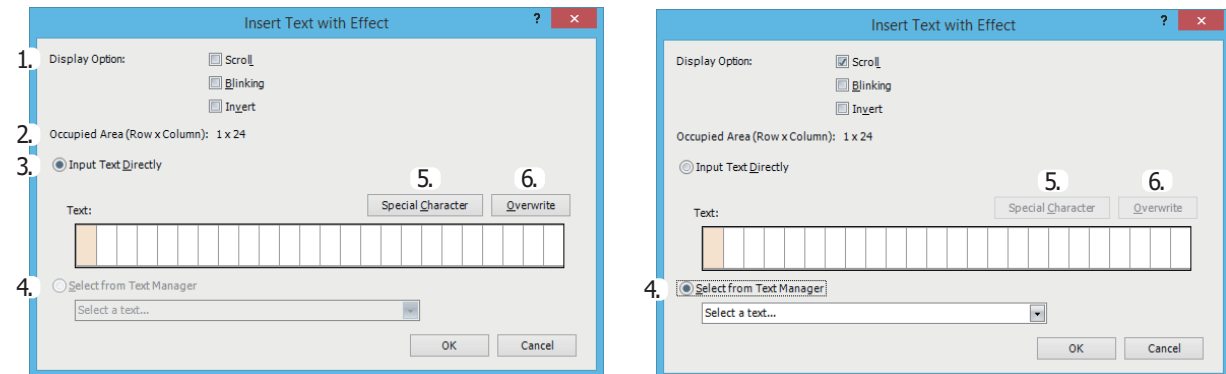 Insert Text with Effect ? ×
1. Display Option: Scroll
Blinking
Invert
2. Occupied Area (Row x Column): 1 x 24
3. Input Text Directly
5. 6.
Text: Special Character Overwrite
4. Select from Text Manager
Select a text...
OK Cancel
Insert Text with Effect ? ×
Display Option: Scroll
Blinking
Invert
Occupied Area (Row x Column): 1 x 24
Input Text Directly
5. 6.
Text: Special Character Overwrite
4. Select from Text Manager
Select a text...
OK Cancel